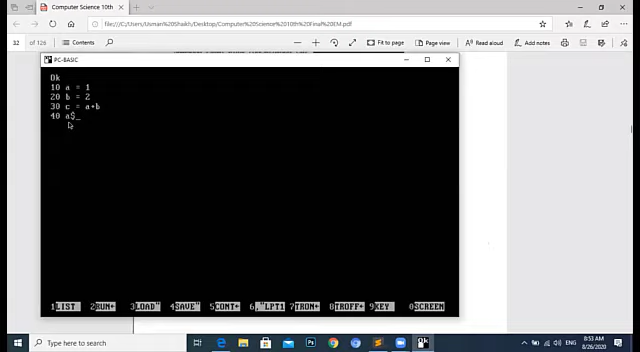 Computer Science 10th
file:///C:/Users/Usman%20Shaikh/Desktop/Computer%20Science%2010th%20Final%20EM.pdf
32 of 126 Contents Fit to page Page view Read aloud Add notes
PC-BASIC
Ok
10 a = 1
20 b = 2
30 c = a+b
40 a$_
1LIST 2RUN← 3LOAD" 4SAVE" 5CONT← 6,"LPT1 7TRON← 8TROFF← 9KEY 0SCREEN
Type here to search
ENG
8:53 AM
8/26/2020